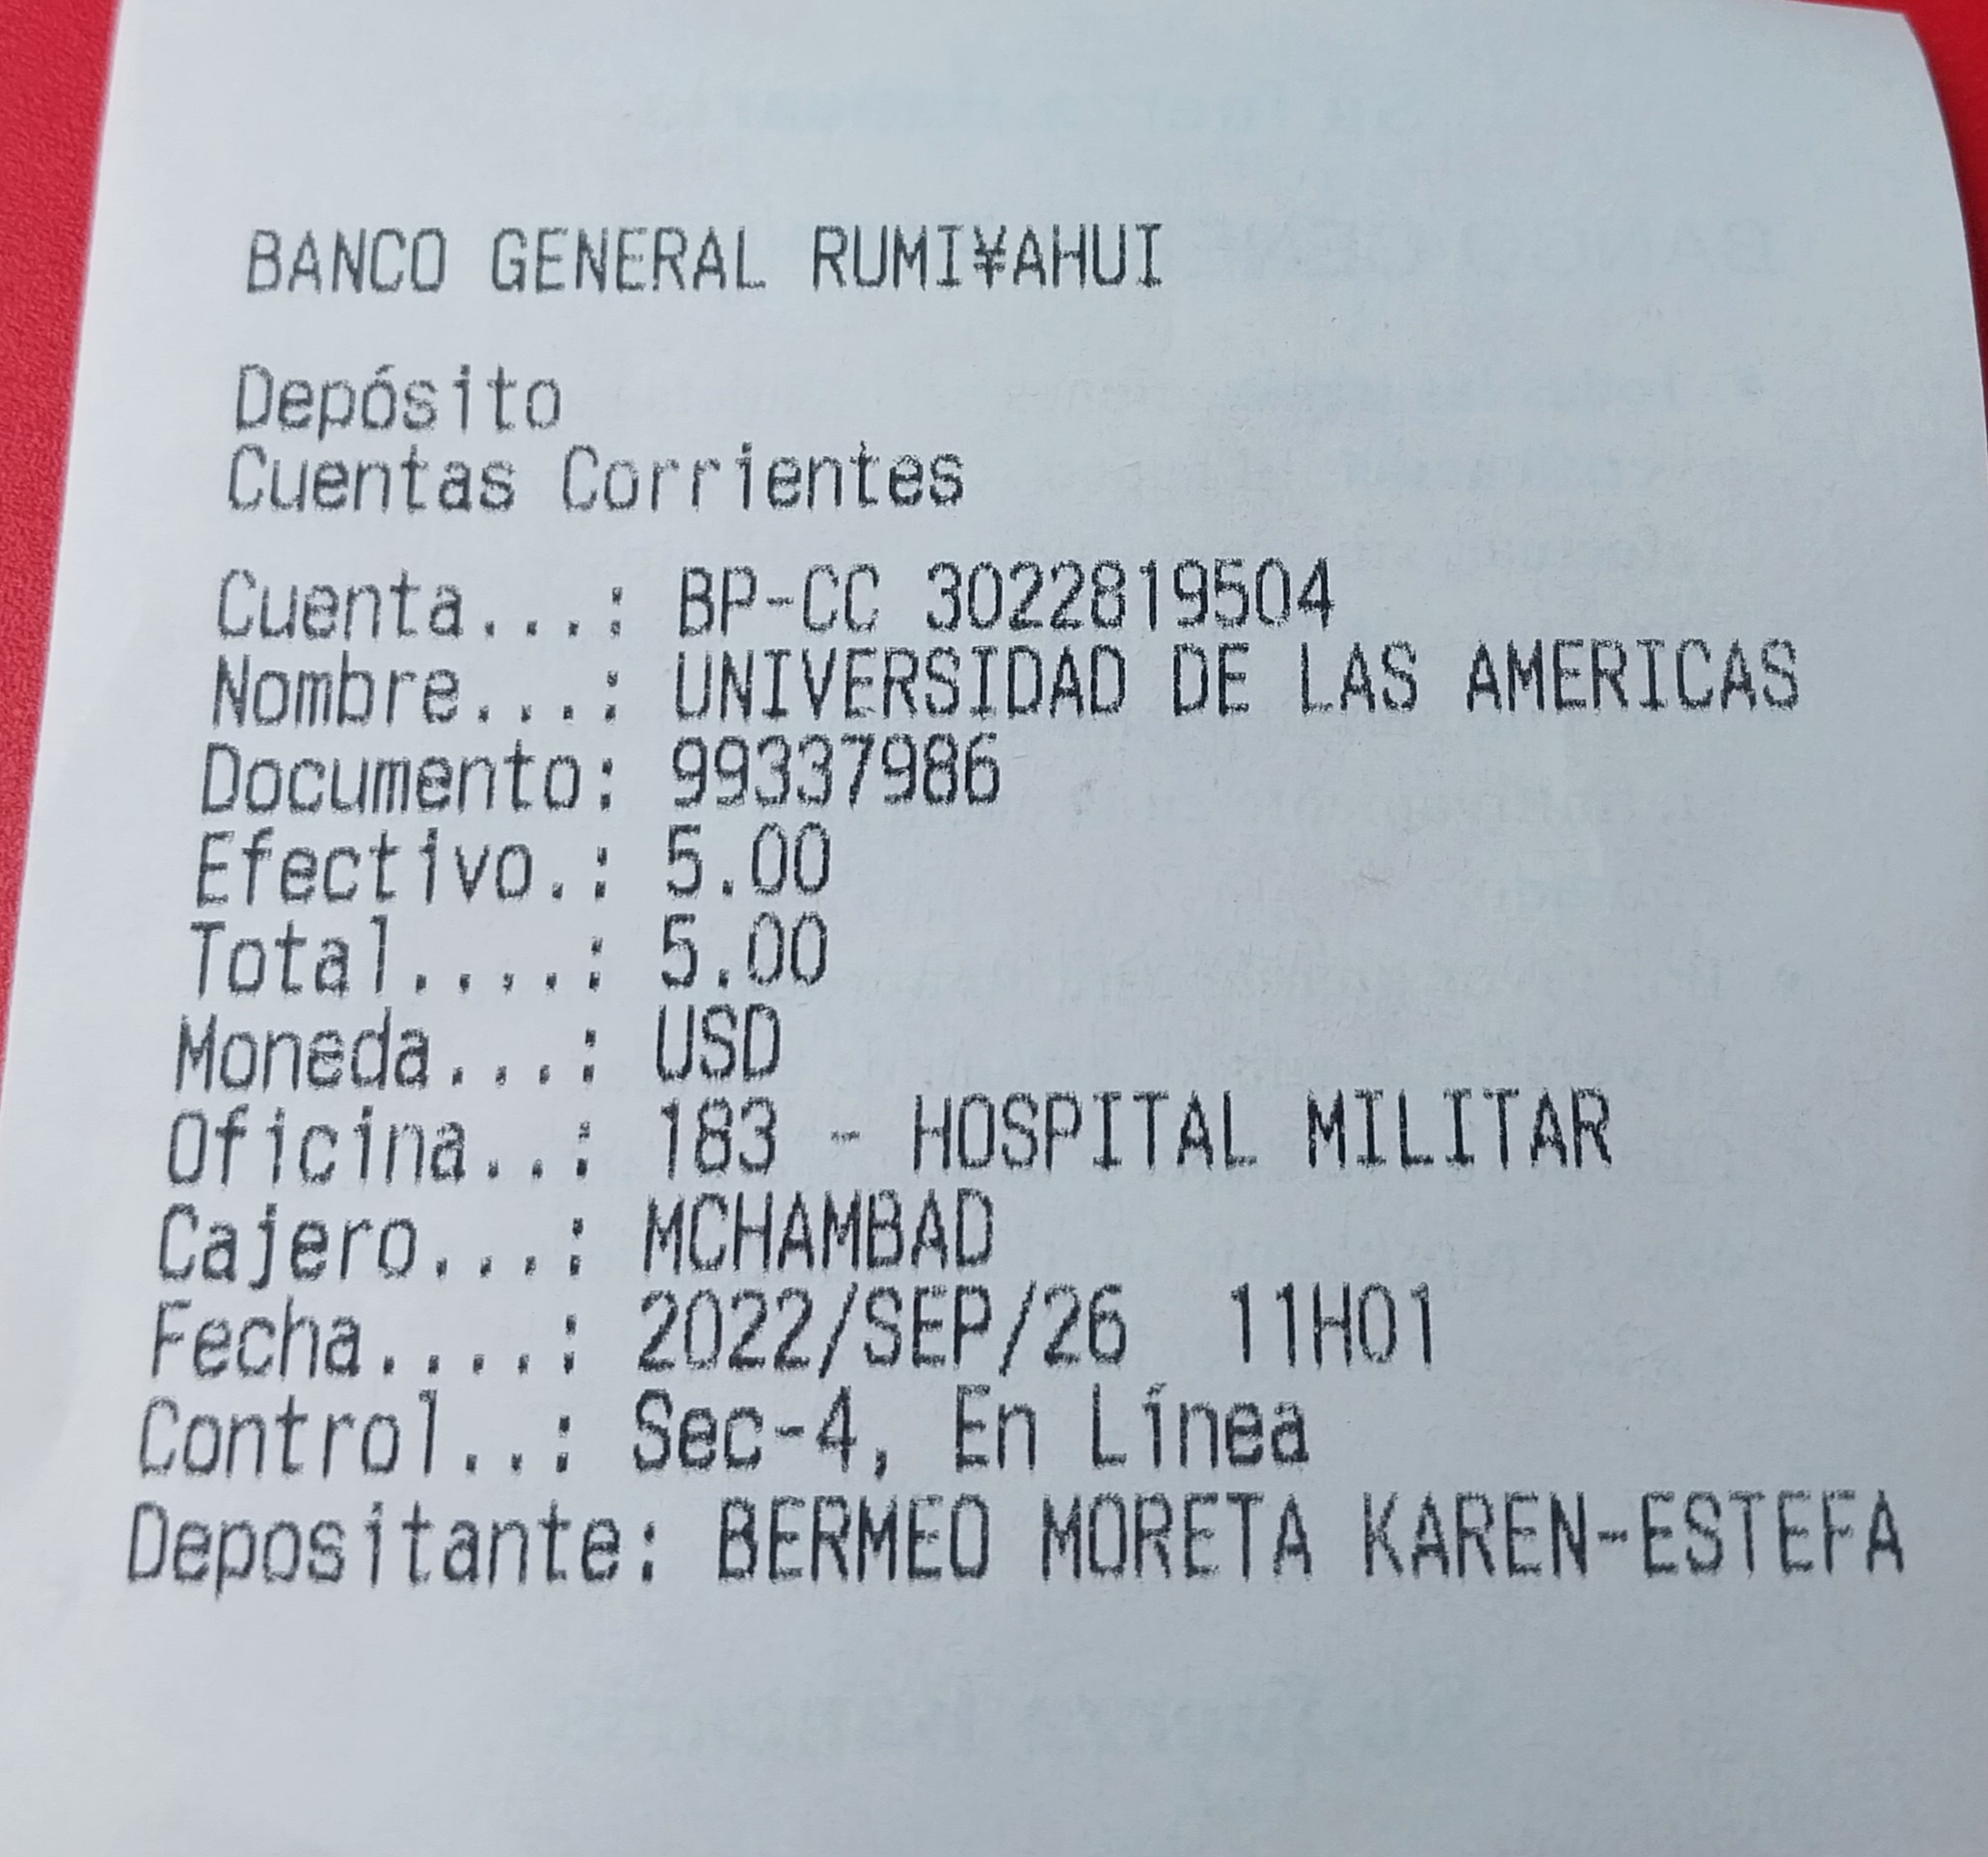 BANCO GENERAL RUMI¥AHUI
Depósito
Cuentas Corrientes
Cuenta...: BP-CC 3022819504
Nombre...: UNIVERSIDAD DE LAS AMERICAS
Documento: 99337986
Efectivo.: 5.00
Total....: 5.00
Moneda...: USD
Oficina..: 183 - HOSPITAL MILITAR
Cajero...: MCHAMBAD
Fecha....: 2022/SEP/26  11H01
Control..: Sec-4, En Línea
Depositante: BERMEO MORETA KAREN-ESTEFA